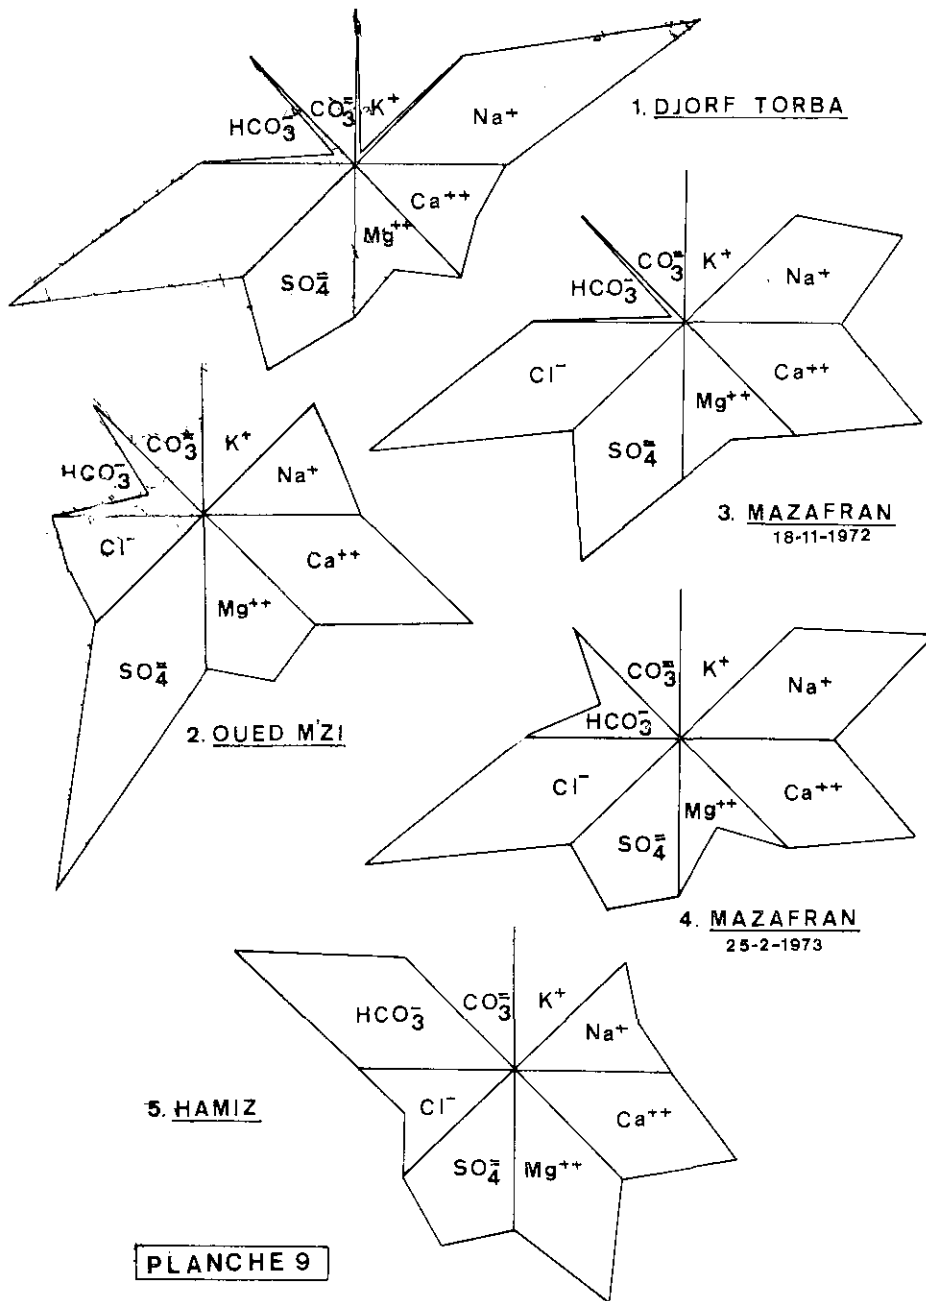 CO₃⁼ K⁺
HCO₃⁻ Na⁺
Ca⁺⁺
Mg⁺⁺
SO₄⁼
1. DJORF TORBA
CO₃⁼ K⁺
HCO₃⁻ Na⁺
Cl⁻ Ca⁺⁺
Mg⁺⁺
SO₄⁼
3. MAZAFRAN
18-11-1972
CO₃⁼ K⁺
HCO₃⁻ Na⁺
Cl⁻ Ca⁺⁺
Mg⁺⁺
SO₄⁼
2. OUED M'ZI
CO₃⁼ K⁺
HCO₃⁻ Na⁺
Cl⁻ Ca⁺⁺
Mg⁺⁺
SO₄⁼
4. MAZAFRAN
25-2-1973
CO₃⁼ K⁺
HCO₃⁻ Na⁺
Cl⁻ Ca⁺⁺
SO₄⁼ Mg⁺⁺
5. HAMIZ
PLANCHE 9